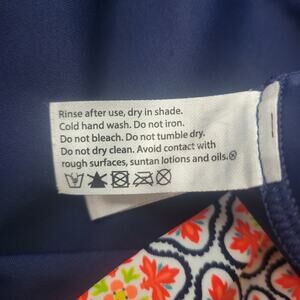 Rinse after use, dry in shade.
Cold hand wash. Do not iron.
Do not bleach. Do not tumble dry.
Do not dry clean. Avoid contact with
rough surfaces, suntan lotions and oils.